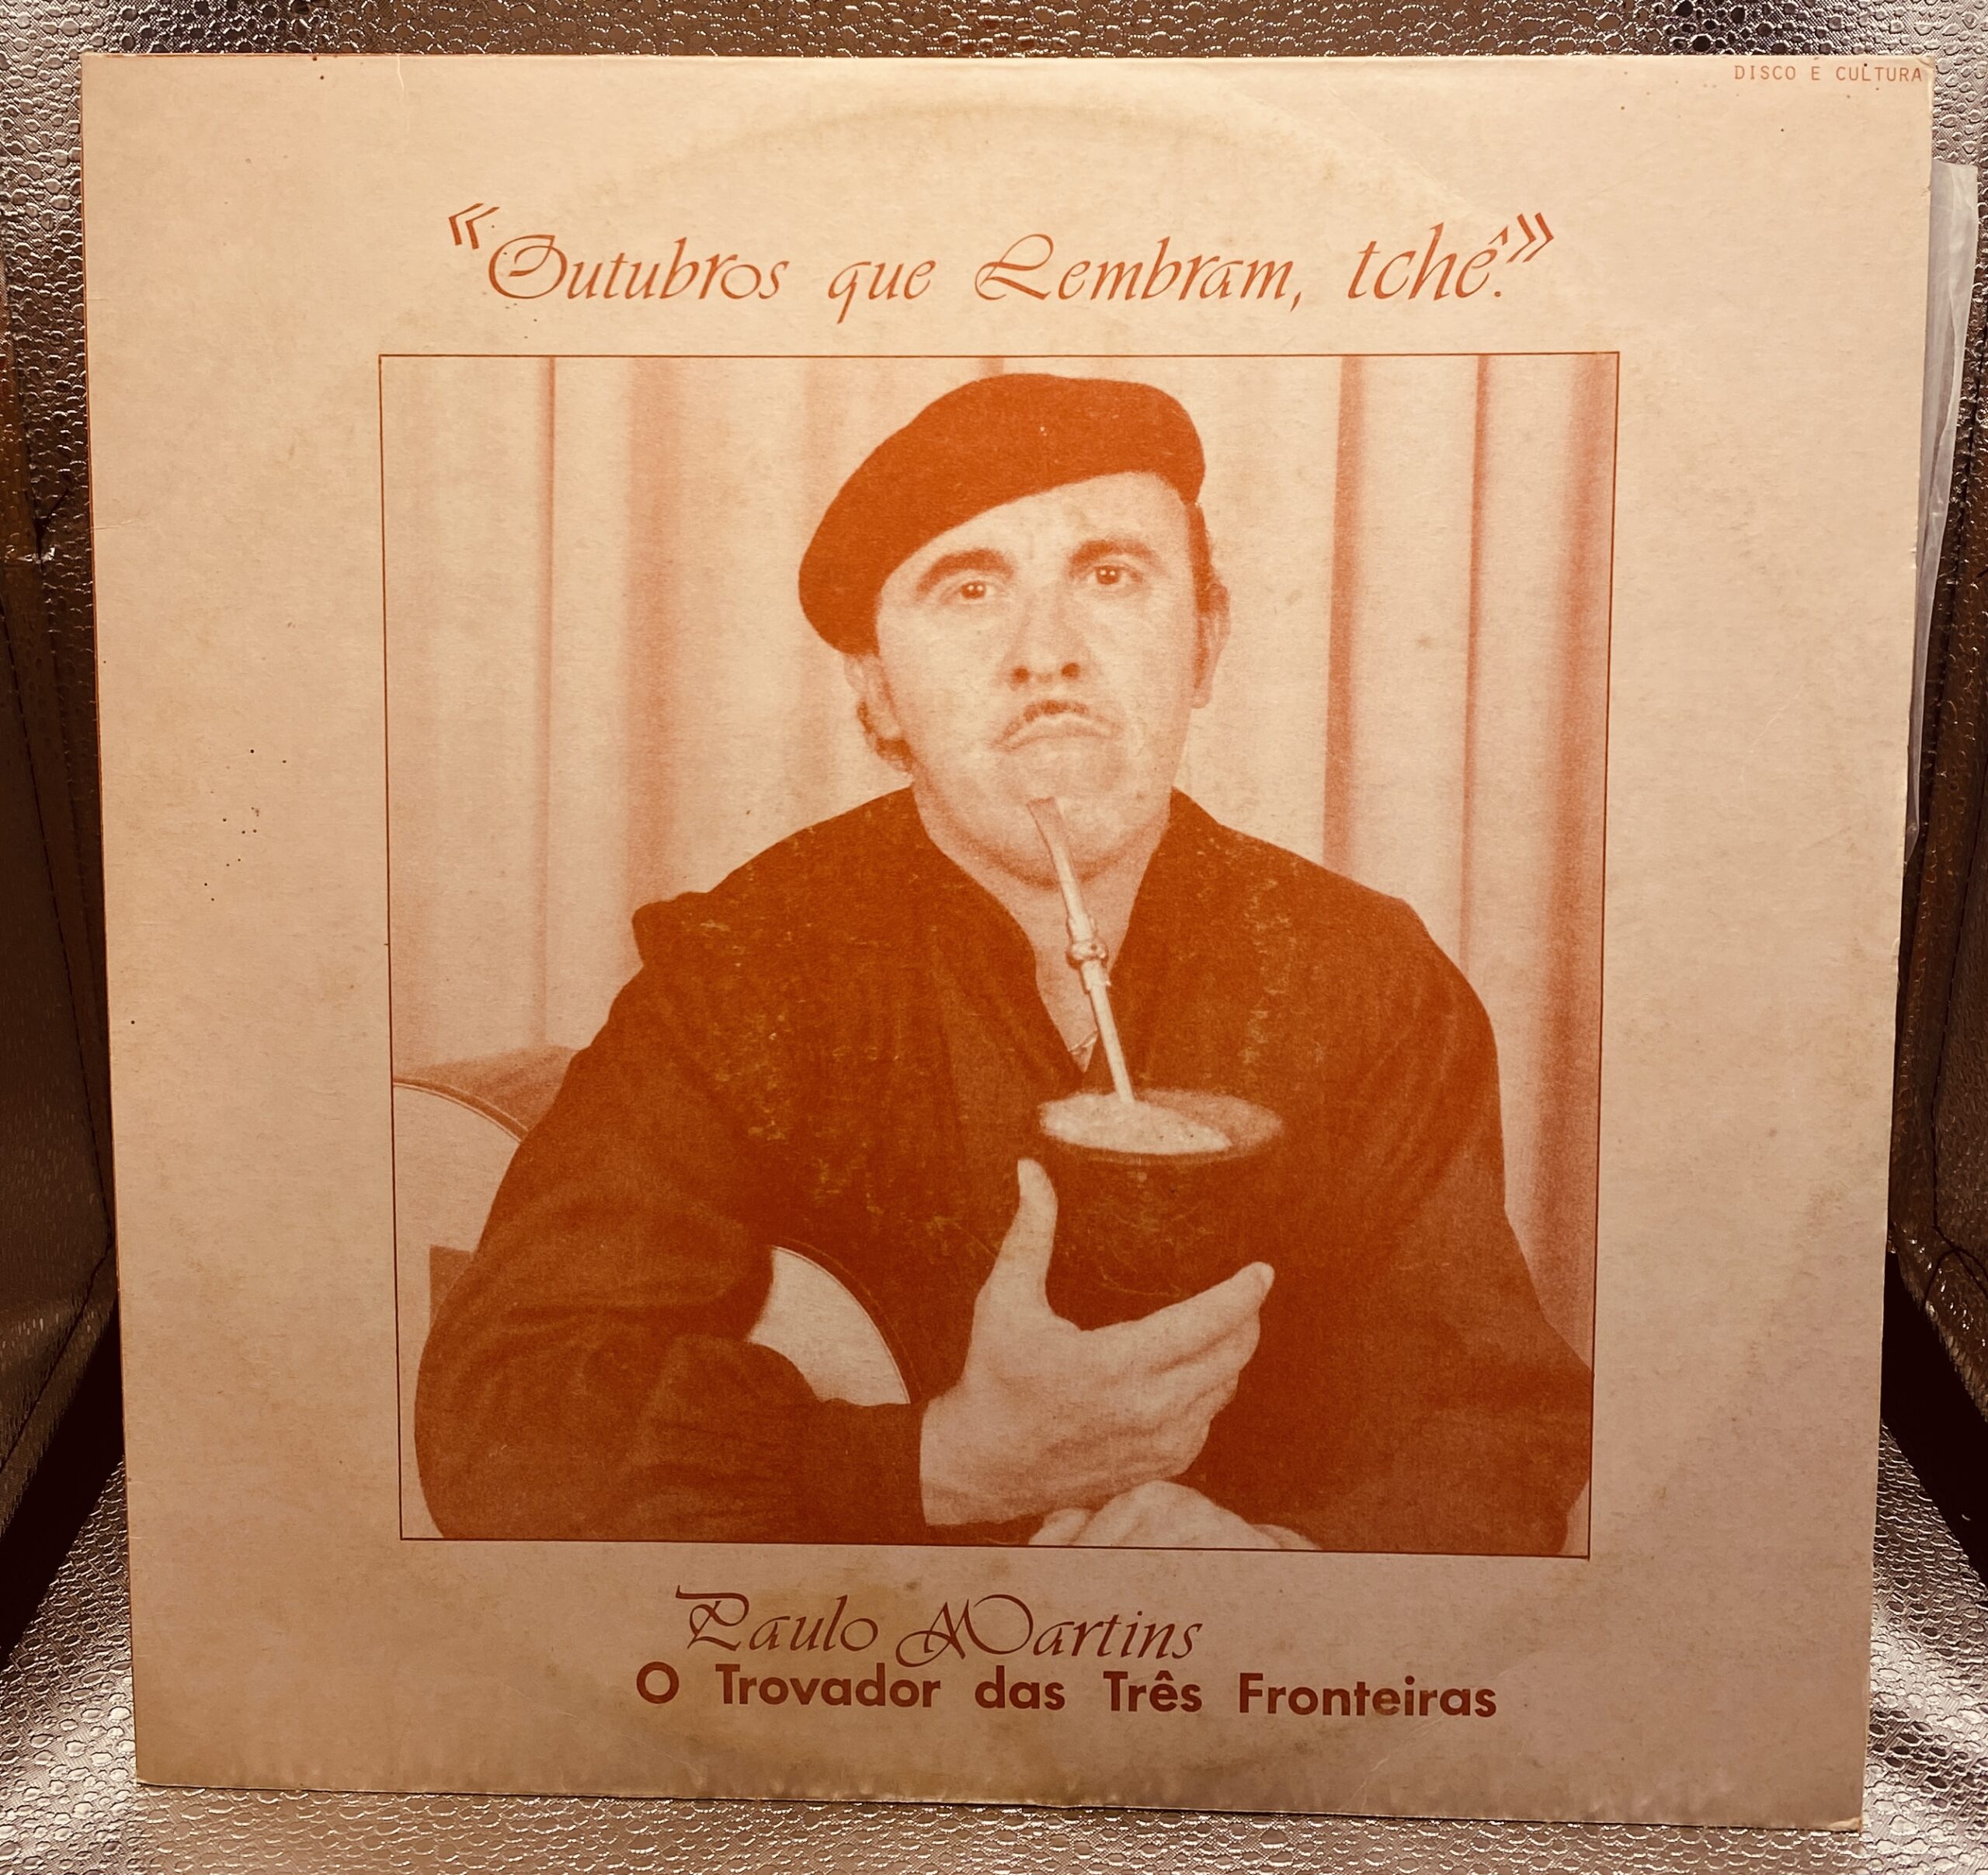 DISCO E CULTURA
«Outubros que Lembram, tchê.»
Paulo Martins
O Trovador das Três Fronteiras